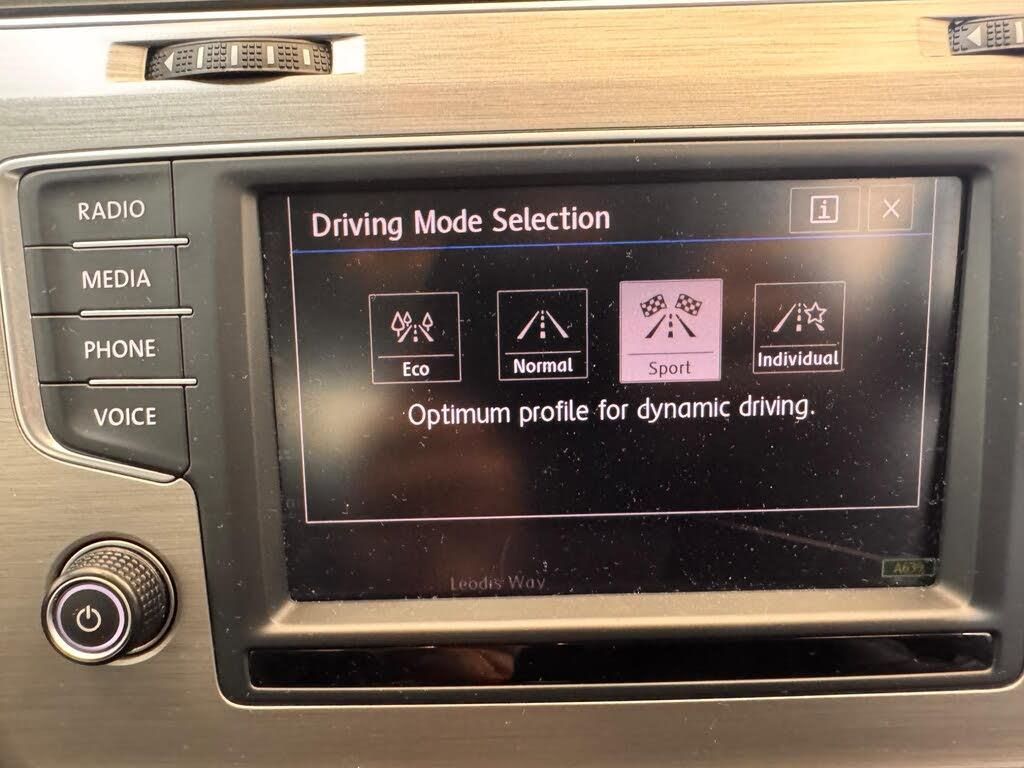 RADIO
MEDIA
PHONE
VOICE
Driving Mode Selection
i X
Eco
Normal
Sport
Individual
Optimum profile for dynamic driving.
Leodis Way